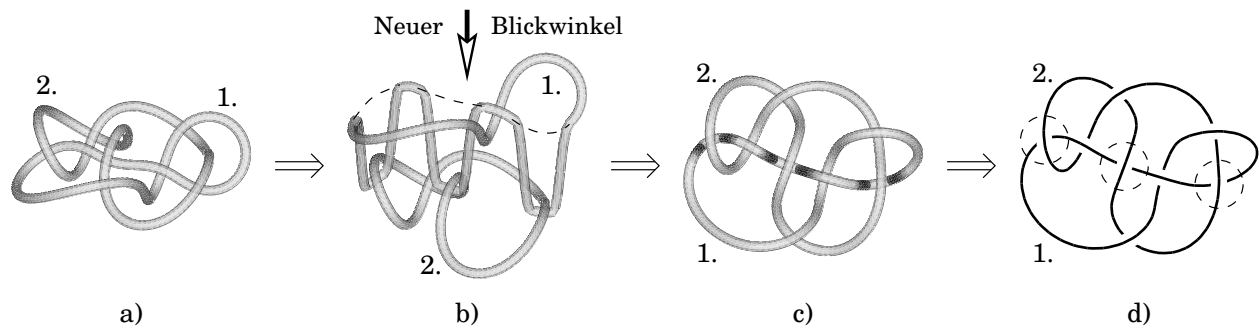 Neuer Blickwinkel
2. 1. 1. 2. 2.
2. 1. 1.
a) b) c) d)